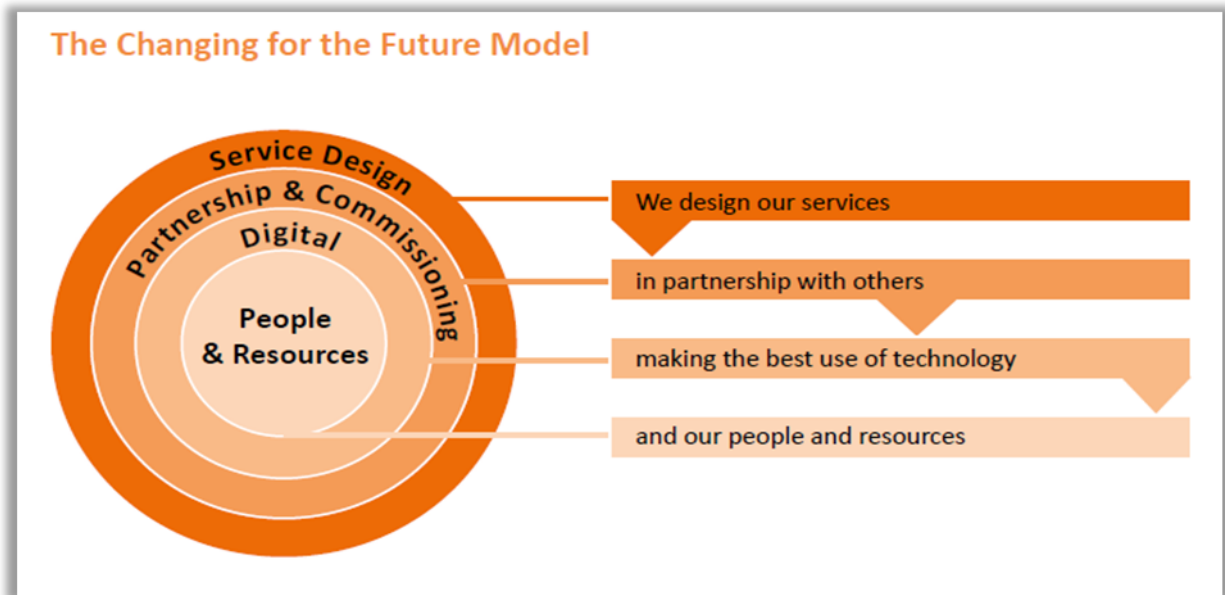 The Changing for the Future Model
Service Design
Partnership & Commissioning
Digital
People
& Resources
We design our services
in partnership with others
making the best use of technology
and our people and resources